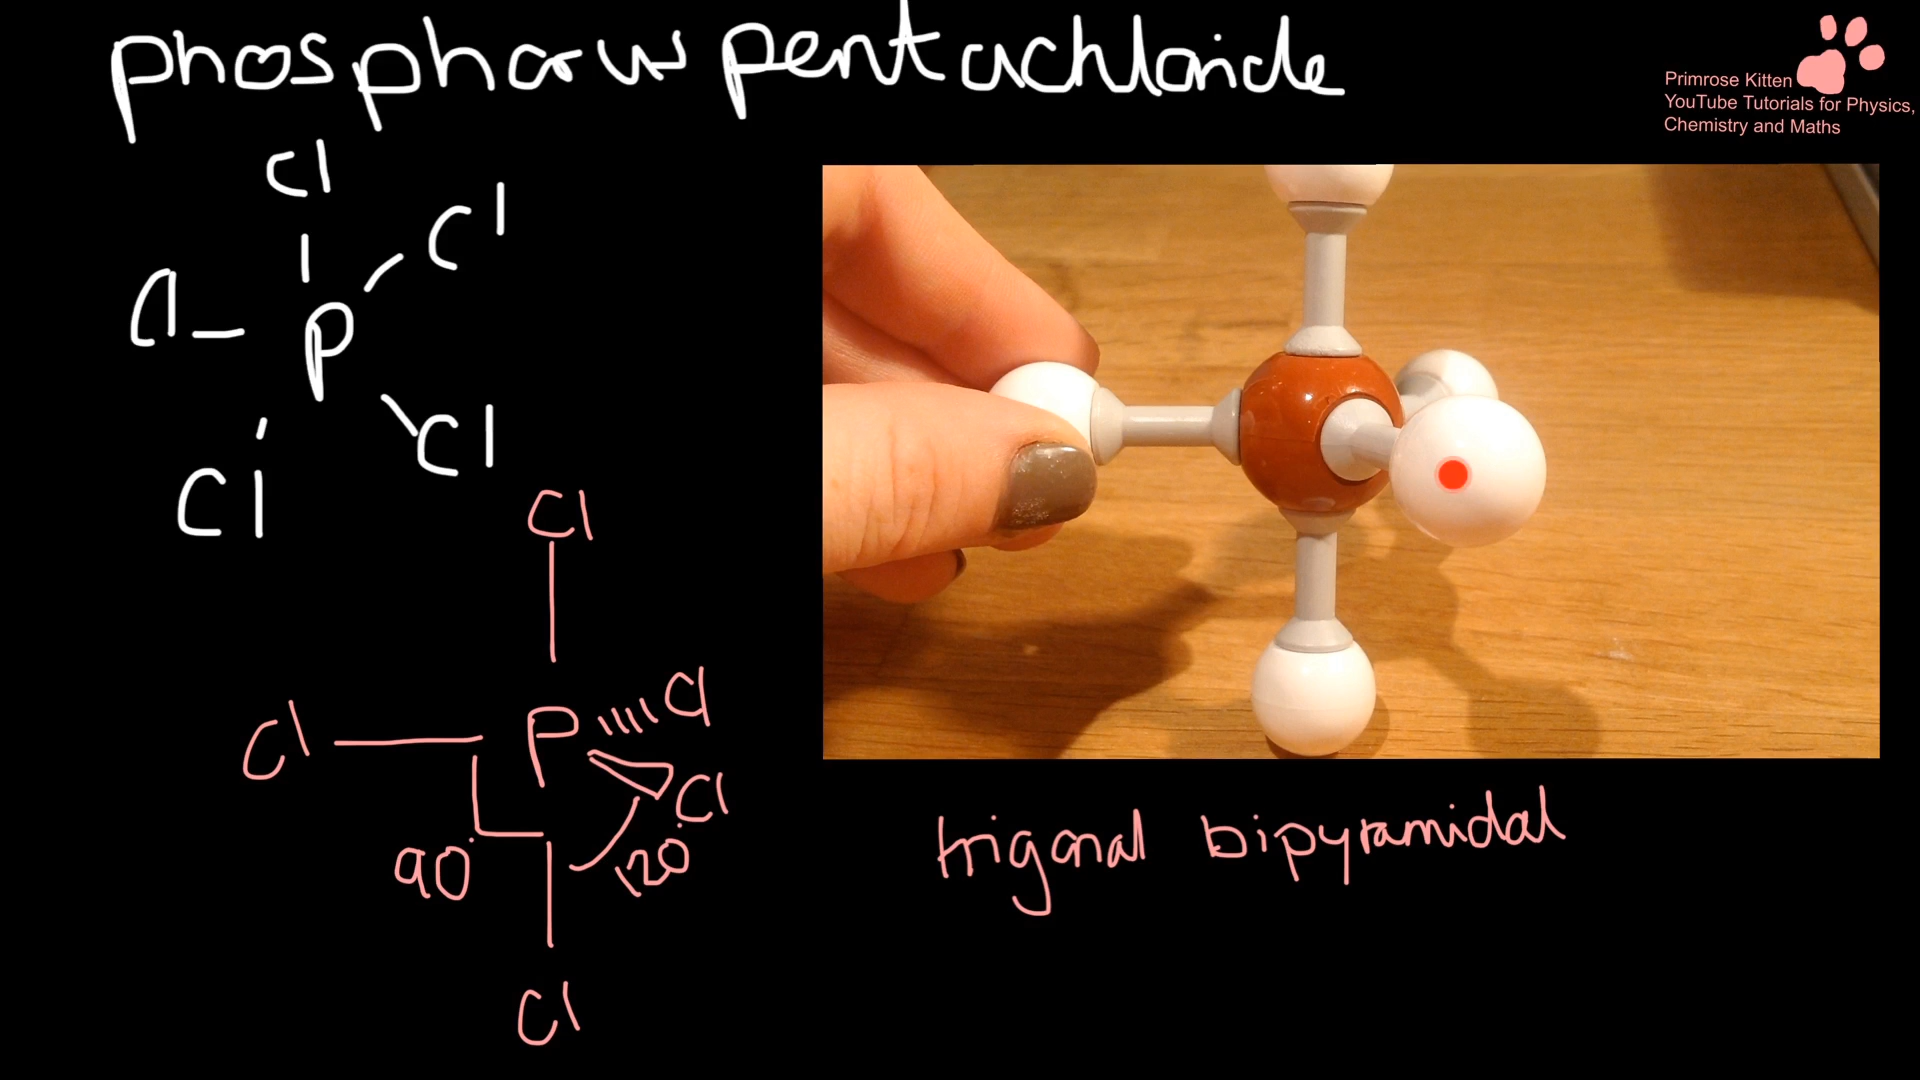 phosphorus pentachloride
Primrose Kitten
YouTube Tutorials for Physics,
Chemistry and Maths
Cl
Cl
Cl – P
Cl
Cl
Cl
Cl P Cl
Cl
90° 120°
Cl
trigonal bipyramidal